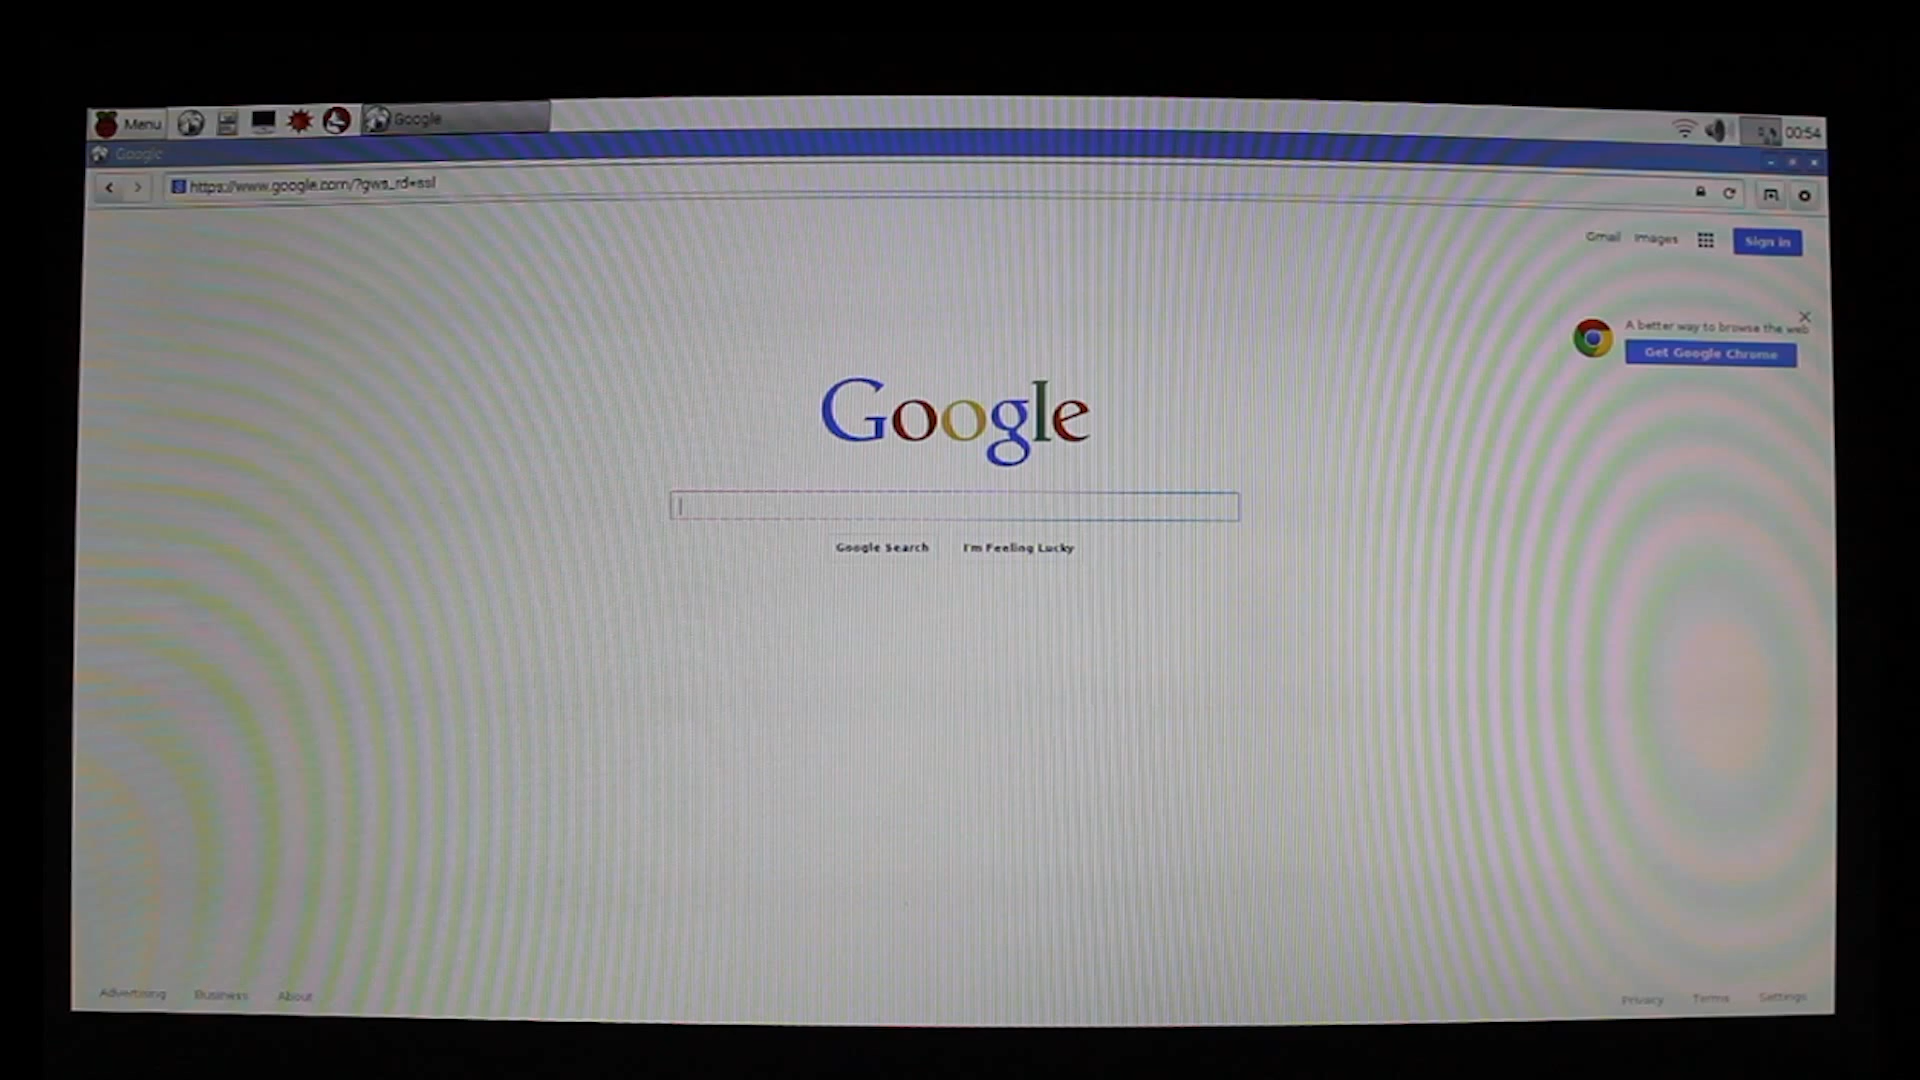 Menu
Google
00:54
Google
https://www.google.com/?gws_rd=ssl
Gmail Images Sign in
A better way to browse the web
Get Google Chrome
Google
Google Search I'm Feeling Lucky
Advertising Business About
Privacy Terms Settings